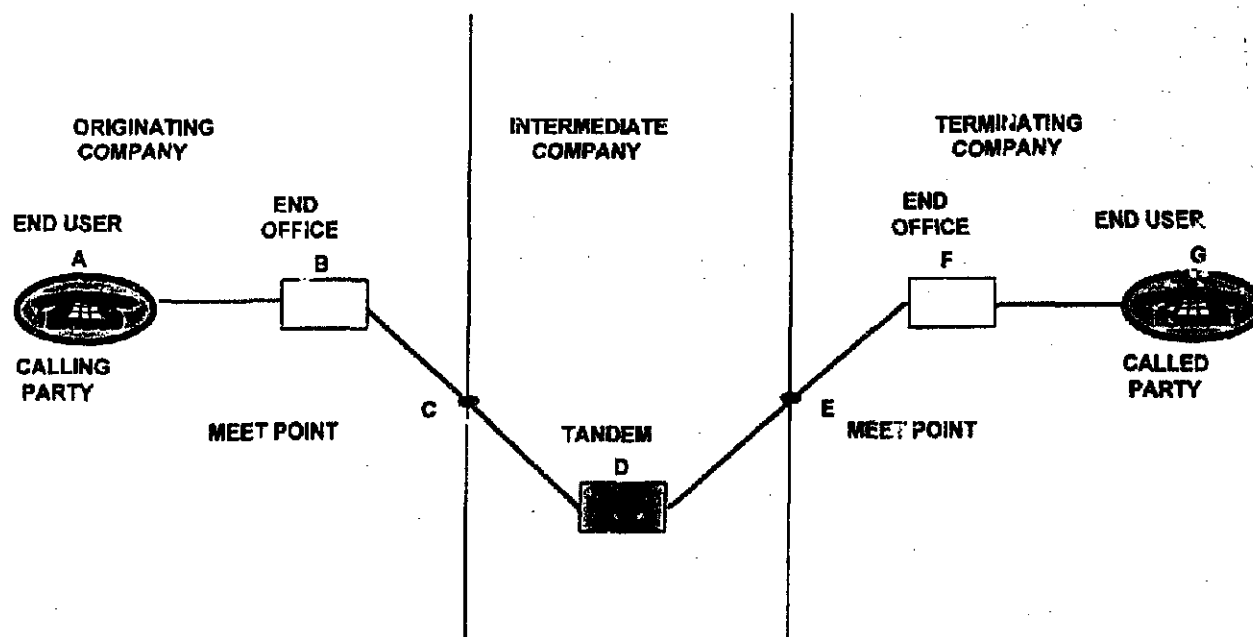 ORIGINATING
COMPANY
INTERMEDIATE
COMPANY
TERMINATING
COMPANY
END USER
A
END
OFFICE
B
END
OFFICE
F
END USER
G
CALLING
PARTY
CALLED
PARTY
C
E
MEET POINT
TANDEM
D
MEET POINT